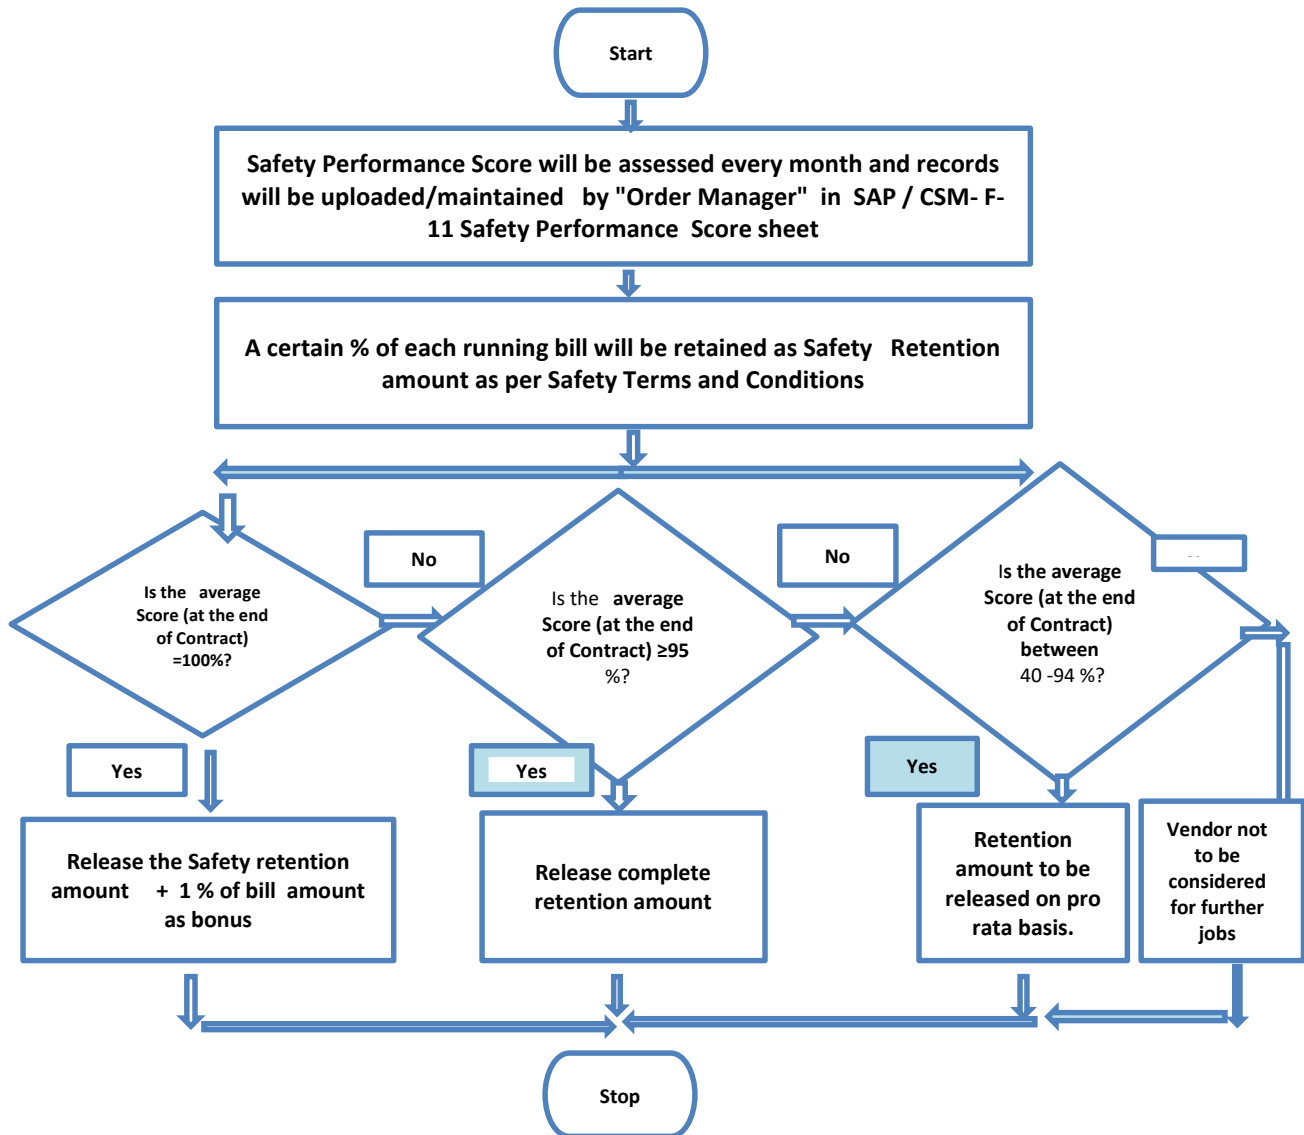 Start
Safety Performance Score will be assessed every month and records
will be uploaded/maintained by "Order Manager" in SAP / CSM- F-
11 Safety Performance Score sheet
A certain % of each running bill will be retained as Safety Retention
amount as per Safety Terms and Conditions
No
No
Is the average
Score (at the end
of Contract)
=100%?
Is the average
Score (at the end
of Contract) ≥95
%?
Is the average
Score (at the end
of Contract)
between
40 -94 %?
Yes
Yes
Yes
Release the Safety retention
amount + 1 % of bill amount
as bonus
Release complete
retention amount
Retention
amount to be
released on pro
rata basis.
Vendor not
to be
considered
for further
jobs
Stop